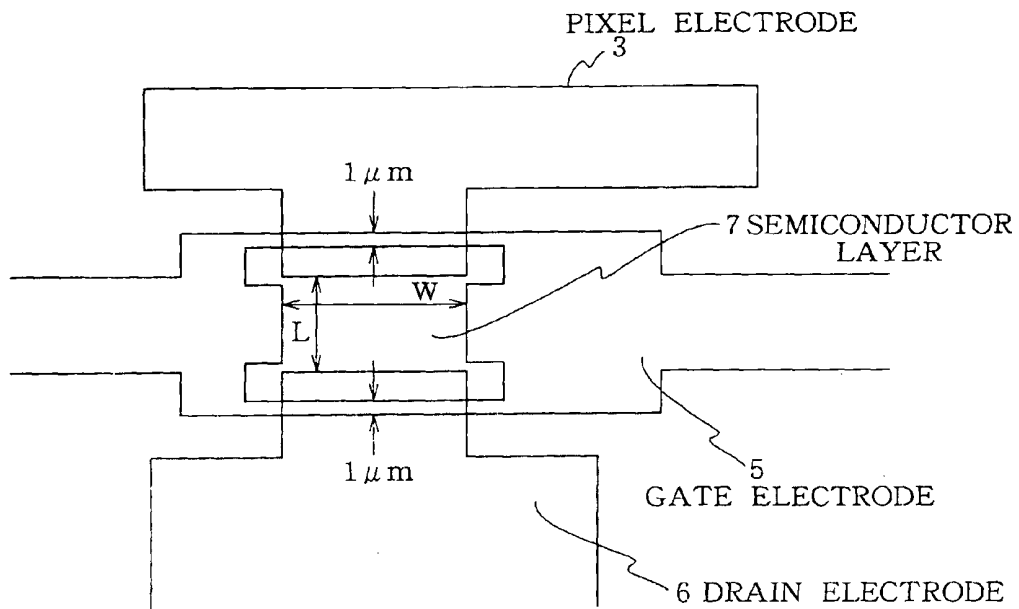 PIXEL ELECTRODE
3
1 μm
7 SEMICONDUCTOR
LAYER
W
L
1 μm
5
GATE ELECTRODE
6 DRAIN ELECTRODE